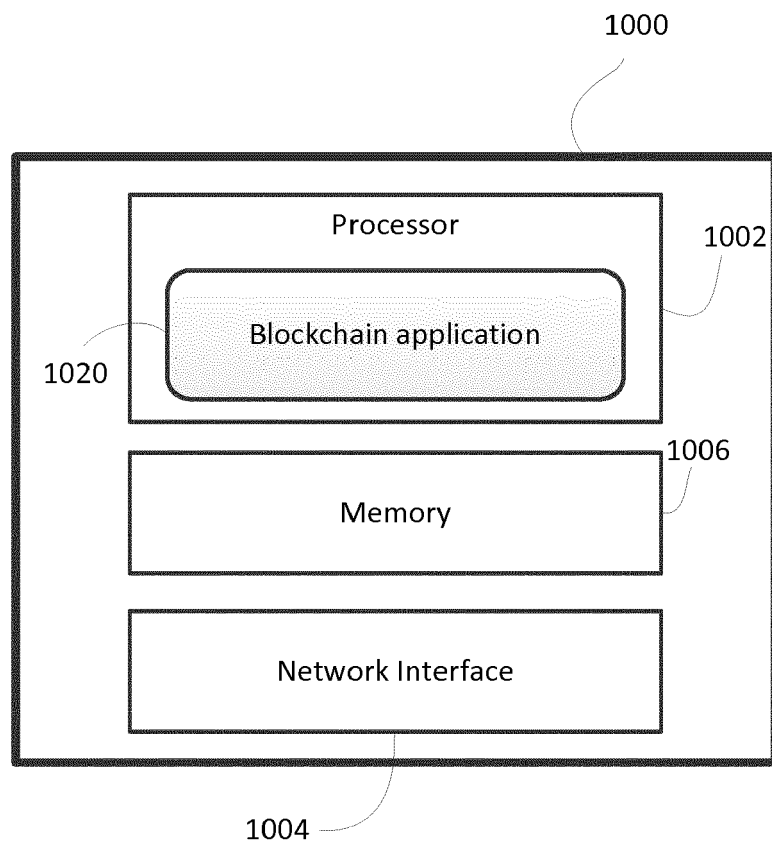 1000
Processor
1002
Blockchain application
1020
1006
Memory
Network Interface
1004